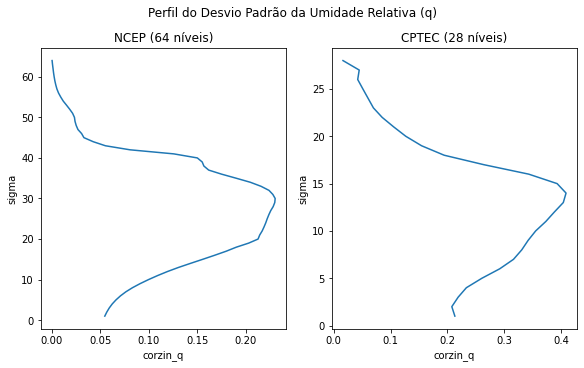 Perfil do Desvio Padrão da Umidade Relativa (q)
NCEP (64 níveis)
sigma
60
50
40
30
20
10
0
0.00 0.05 0.10 0.15 0.20
corzin_q
CPTEC (28 níveis)
sigma
25
20
15
10
5
0
0.0 0.1 0.2 0.3 0.4
corzin_q